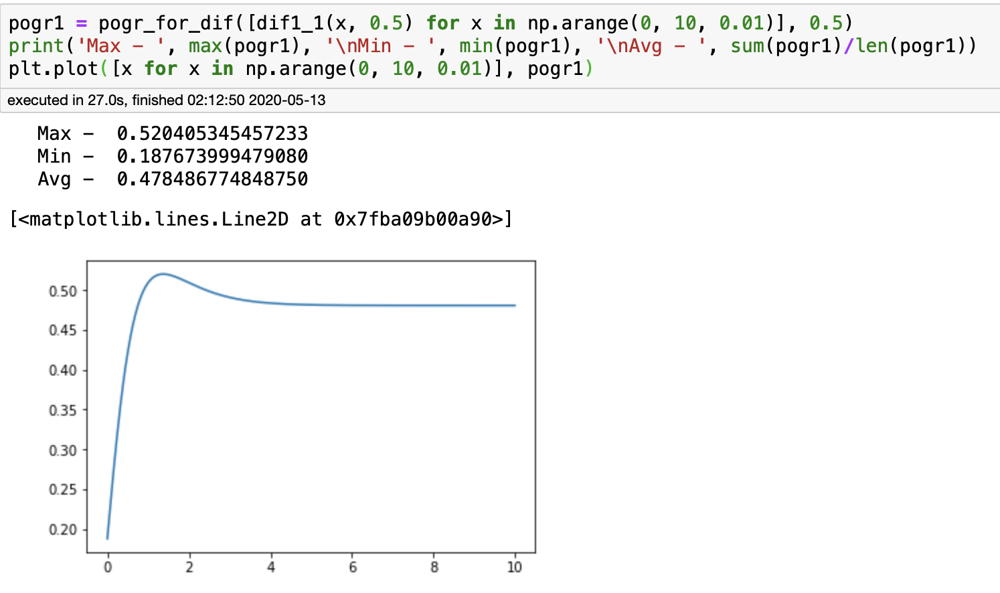 pogr1 = pogr_for_dif([dif1_1(x, 0.5) for x in np.arange(0, 10, 0.01)], 0.5)
print('Max – ', max(pogr1), '\nMin – ', min(pogr1), '\nAvg – ', sum(pogr1)/len(pogr1))
plt.plot([x for x in np.arange(0, 10, 0.01)], pogr1)
executed in 27.0s, finished 02:12:50 2020-05-13
Max –  0.520405345457233
Min –  0.187673999479080
Avg –  0.478486774848750
[<matplotlib.lines.Line2D at 0x7fba09b00a90>]
0.50
0.45
0.40
0.35
0.30
0.25
0.20
0 2 4 6 8 10